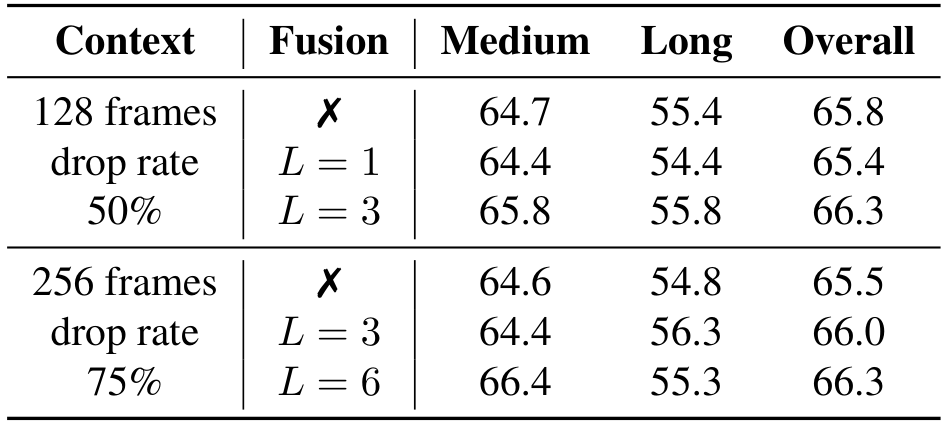 Context Fusion Medium Long Overall
128 frames ✗ 64.7 55.4 65.8
drop rate L = 1 64.4 54.4 65.4
50% L = 3 65.8 55.8 66.3
256 frames ✗ 64.6 54.8 65.5
drop rate L = 3 64.4 56.3 66.0
75% L = 6 66.4 55.3 66.3